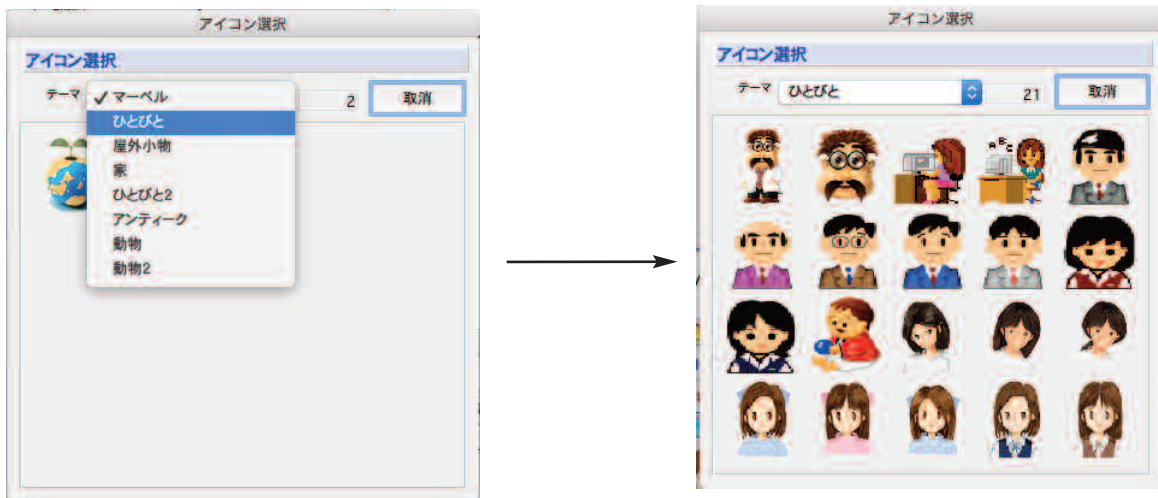 アイコン選択
アイコン選択
テーマ
✓マーベル
2
取消
ひとびと
屋外小物
家
ひとびと2
アンティーク
動物
動物2
アイコン選択
アイコン選択
テーマ
ひとびと
21
取消